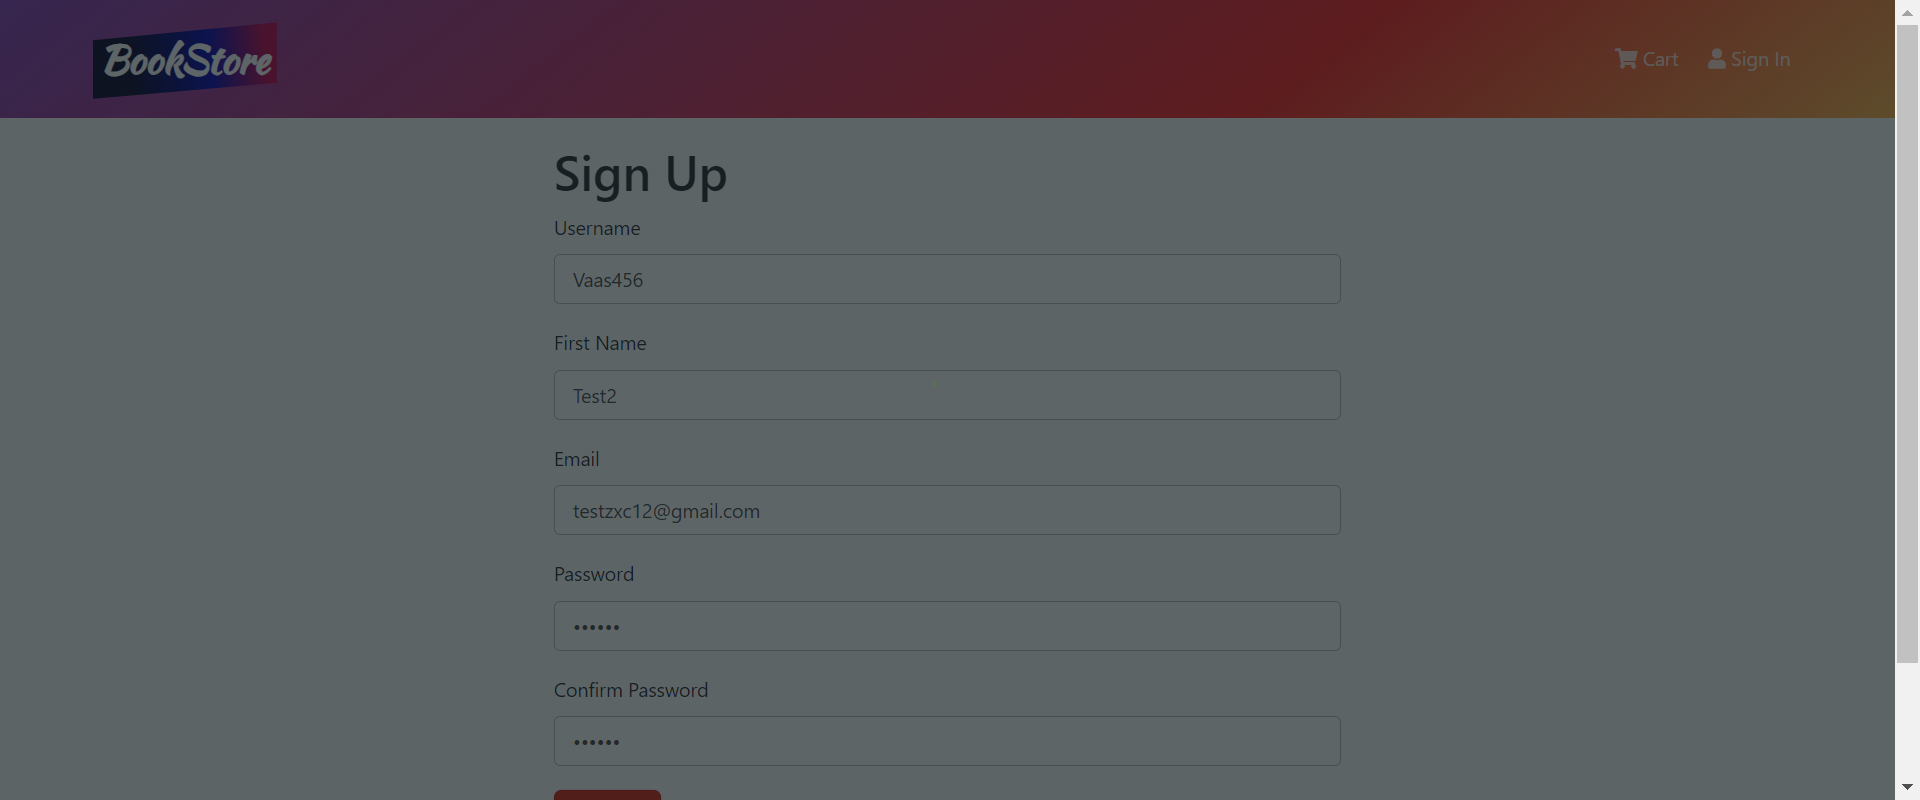 BookStore
Cart Sign In
Sign Up
Username
Vaas456
First Name
Test2
Email
testzxc12@gmail.com
Password
••••••
Confirm Password
••••••